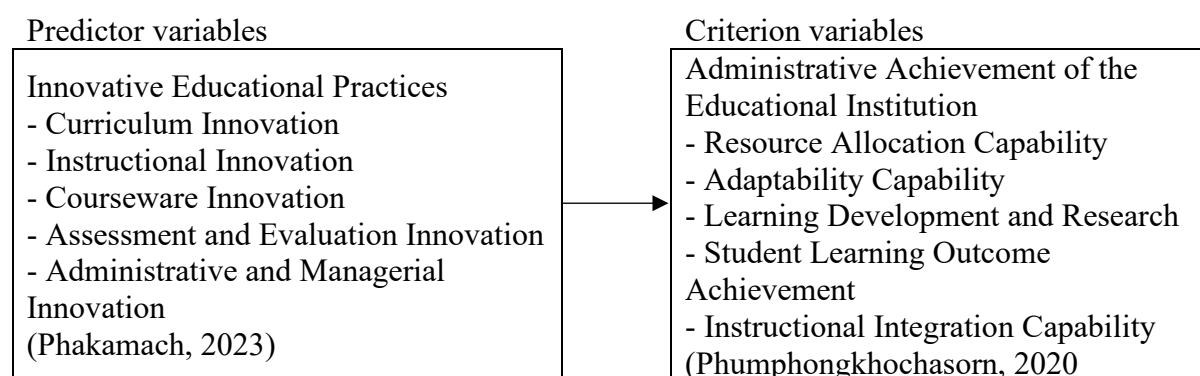 Predictor variables
Innovative Educational Practices
- Curriculum Innovation
- Instructional Innovation
- Courseware Innovation
- Assessment and Evaluation Innovation
- Administrative and Managerial
Innovation
(Phakamach, 2023)
Criterion variables
Administrative Achievement of the
Educational Institution
- Resource Allocation Capability
- Adaptability Capability
- Learning Development and Research
- Student Learning Outcome
Achievement
- Instructional Integration Capability
(Phumphongkhochasorn, 2020